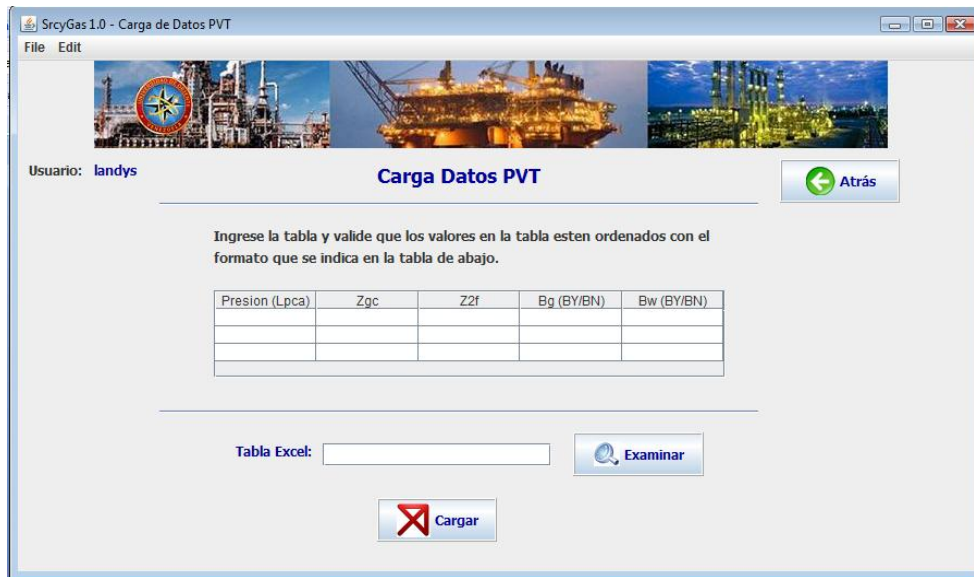 SrcyGas 1.0 - Carga de Datos PVT
File Edit
Usuario: landys
Carga Datos PVT
Atrás
Ingrese la tabla y valide que los valores en la tabla esten ordenados con el
formato que se indica en la tabla de abajo.
Presion (Lpca) Zgc Z2f Bg (BY/BN) Bw (BY/BN)
Tabla Excel:
Examinar
Cargar